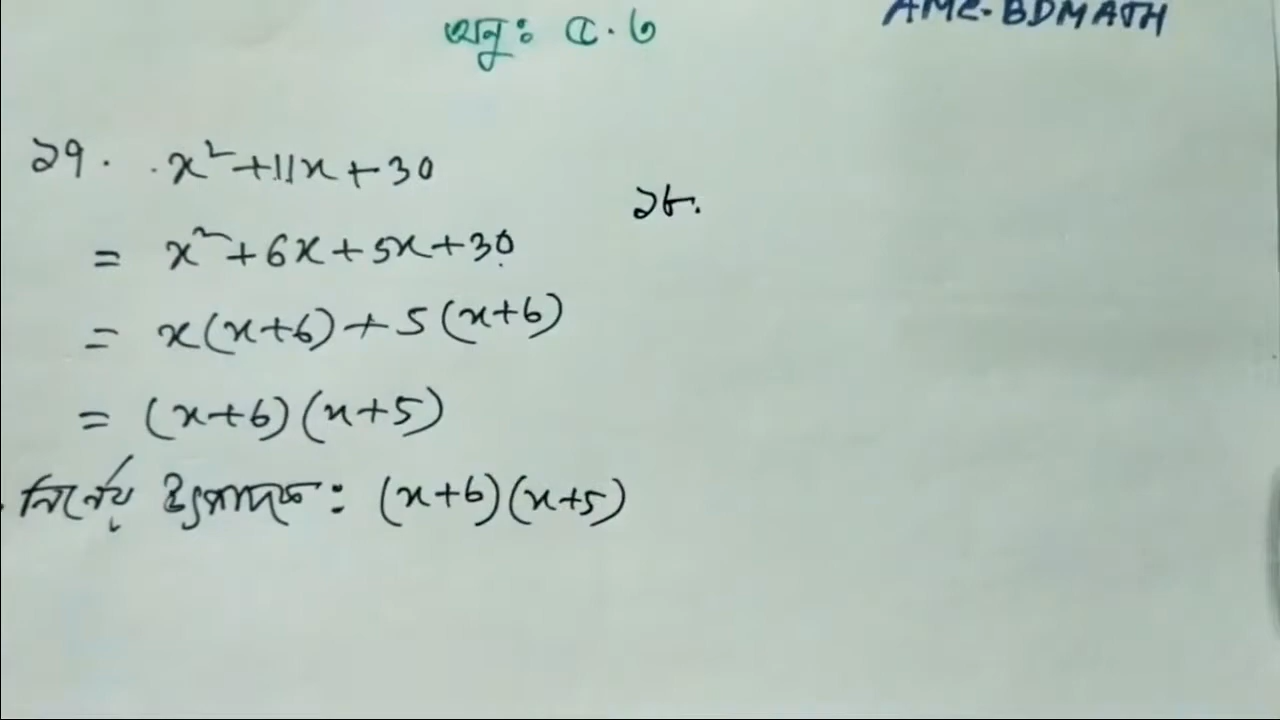 অনুঃ ৫.৩
AMC-BDMATH
১৭. x²+11x+30
= x²+6x+5x+30
= x(x+6)+5(x+6)
= (x+6)(x+5)
নির্ণেয় উৎপাদক: (x+6)(x+5)
১৮.